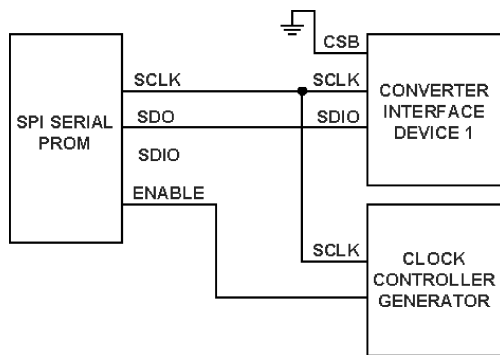 CSB
SCLK
SCLK
SDO
SDIO
SPI SERIAL
PROM
SDIO
CONVERTER
INTERFACE
DEVICE 1
ENABLE
SCLK
CLOCK
CONTROLLER
GENERATOR